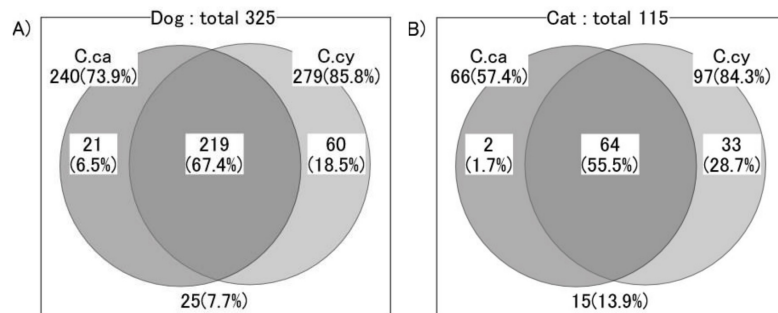 A)
Dog : total 325
C.ca
240(73.9%)
C.cy
279(85.8%)
21
(6.5%)
219
(67.4%)
60
(18.5%)
25(7.7%)
B)
Cat : total 115
C.ca
66(57.4%)
C.cy
97(84.3%)
2
(1.7%)
64
(55.5%)
33
(28.7%)
15(13.9%)